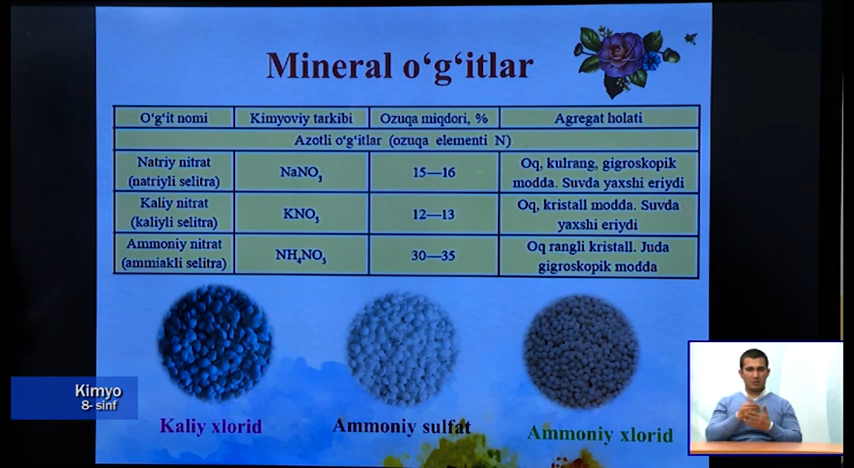 Mineral o‘g‘itlar
O‘g‘it nomi Kimyoviy tarkibi Ozuqa miqdori, % Agregat holati
Azotli o‘g‘itlar (ozuqa elementi N)
Natriy nitrat
(natriyli selitra)
NaNO₃
15—16
Oq, kulrang, gigroskopik
modda. Suvda yaxshi eriydi
Kaliy nitrat
(kaliyli selitra)
KNO₃
12—13
Oq, kristall modda. Suvda
yaxshi eriydi
Ammoniy nitrat
(ammiakli selitra)
NH₄NO₃
30—35
Oq rangli kristall. Juda
gigroskopik modda
Kaliy xlorid
Ammoniy sulfat
Ammoniy xlorid
Kimyo
8- sinf